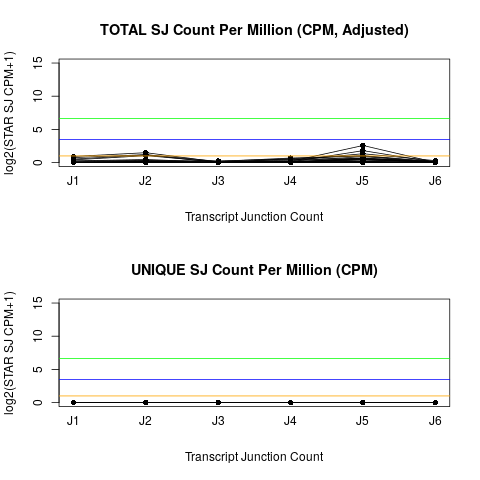 TOTAL SJ Count Per Million (CPM, Adjusted)
log2(STAR SJ CPM+1)
15
10
5
0
J1 J2 J3 J4 J5 J6
Transcript Junction Count
UNIQUE SJ Count Per Million (CPM)
log2(STAR SJ CPM+1)
15
10
5
0
J1 J2 J3 J4 J5 J6
Transcript Junction Count